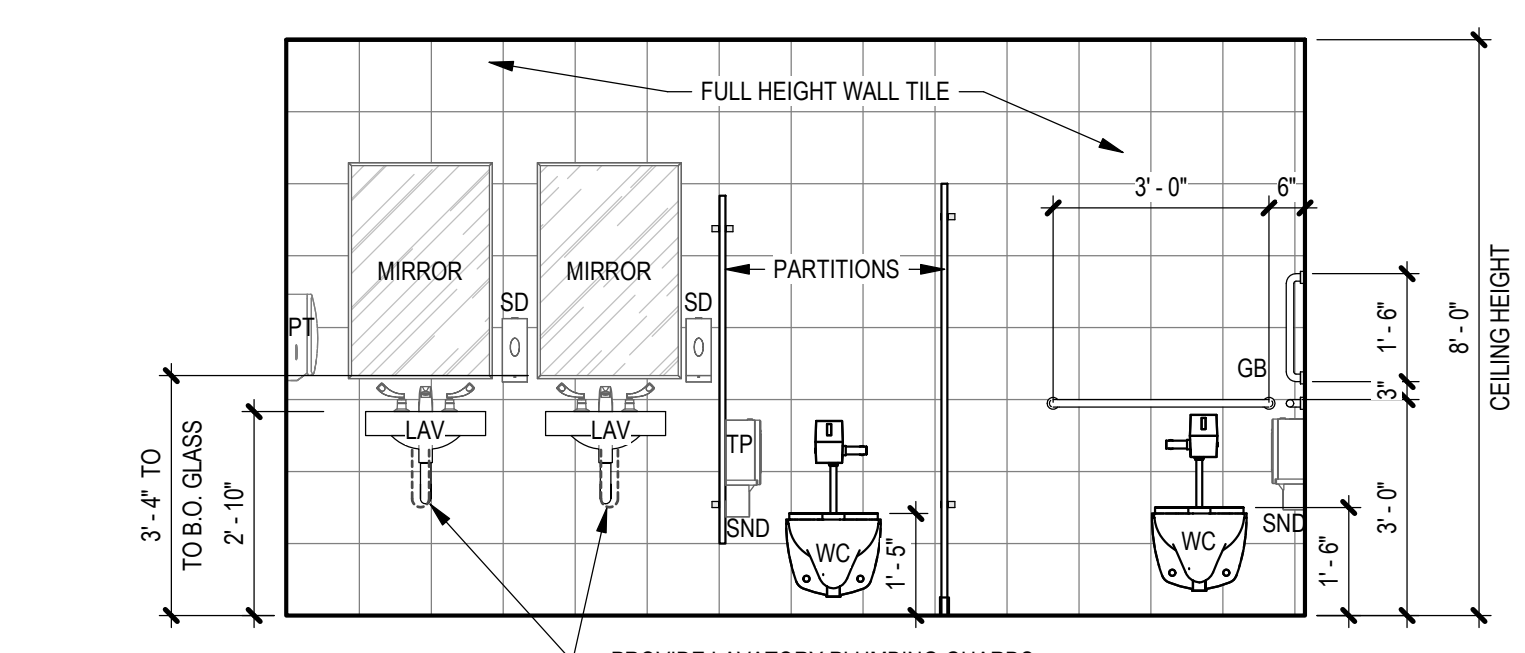 FULL HEIGHT WALL TILE
3' - 0"
6"
MIRROR
MIRROR
PARTITIONS
SD
SD
PT
GB
1' - 6"
3"
8' - 0"
CEILING HEIGHT
LAV
LAV
TP
SND
WC
WC
SND
3' - 4" TO
TO B.O. GLASS
2' - 10"
1' - 5"
1' - 6"
3' - 0"
PROVIDE LAVATORY PLUMBING GUARDS